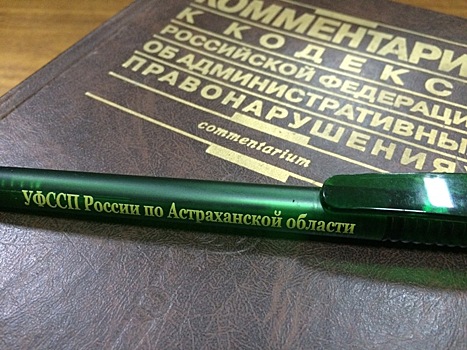 КОММЕНТАРИ
К КОДЕКС
РОССИЙСКОЙ ФЕДЕРАЦИ
ОБ АДМИНИСТРАТИВНЫ
ПРАВОНАРУШЕНИЯ
commentarium
УФССП России по Астраханской области